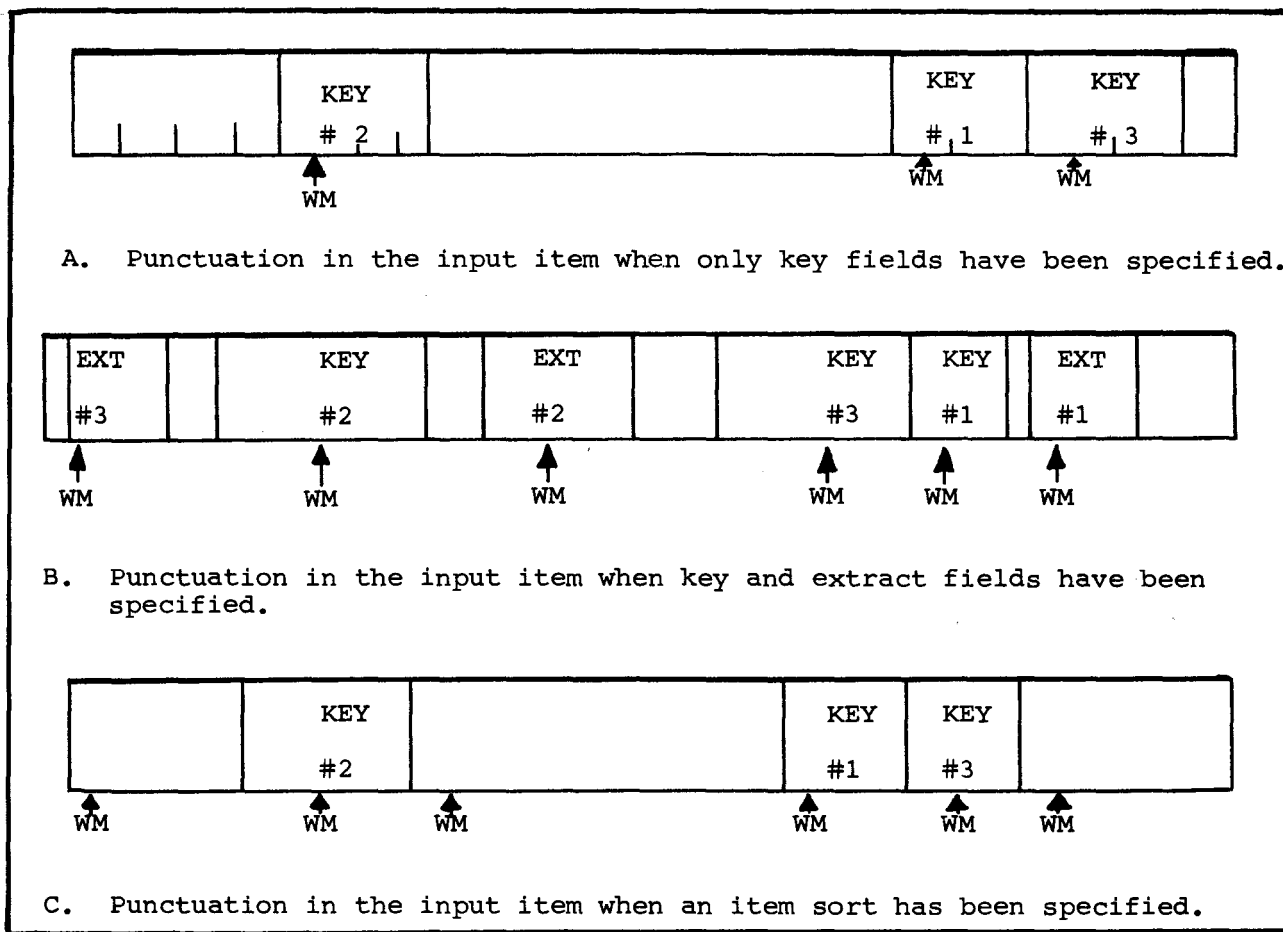 KEY KEY KEY
# 2 # 1 # 3
WM WM WM
A. Punctuation in the input item when only key fields have been specified.
EXT KEY EXT KEY KEY EXT
#3 #2 #2 #3 #1 #1
WM WM WM WM WM WM
B. Punctuation in the input item when key and extract fields have been
specified.
KEY KEY KEY
#2 #1 #3
WM WM WM WM WM WM
C. Punctuation in the input item when an item sort has been specified.